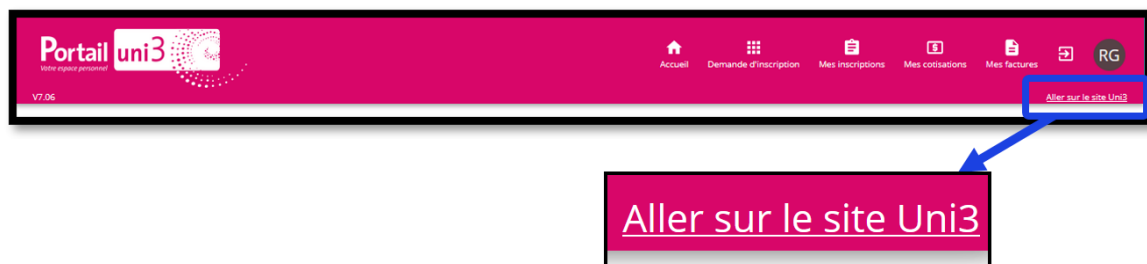 Portail uni3
Votre espace personnel
Accueil Demande d'inscription Mes inscriptions Mes cotisations Mes factures RG
V7.06 Aller sur le site Uni3
Aller sur le site Uni3